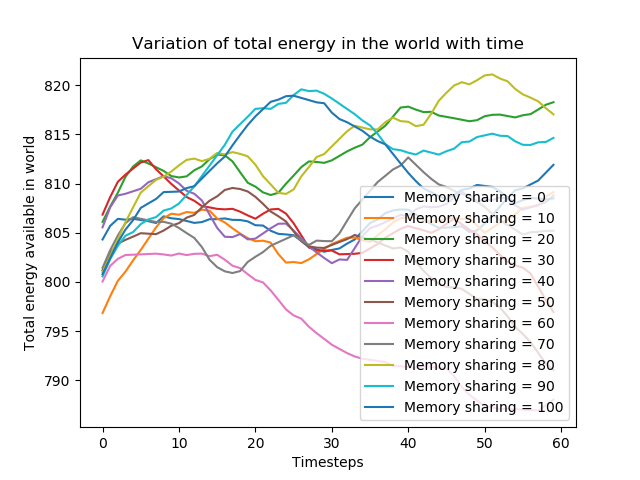 Variation of total energy in the world with time
Total energy available in world
820
815
810
805
800
795
790
0
10
20
30
40
50
60
Timesteps
Memory sharing = 0
Memory sharing = 10
Memory sharing = 20
Memory sharing = 30
Memory sharing = 40
Memory sharing = 50
Memory sharing = 60
Memory sharing = 70
Memory sharing = 80
Memory sharing = 90
Memory sharing = 100